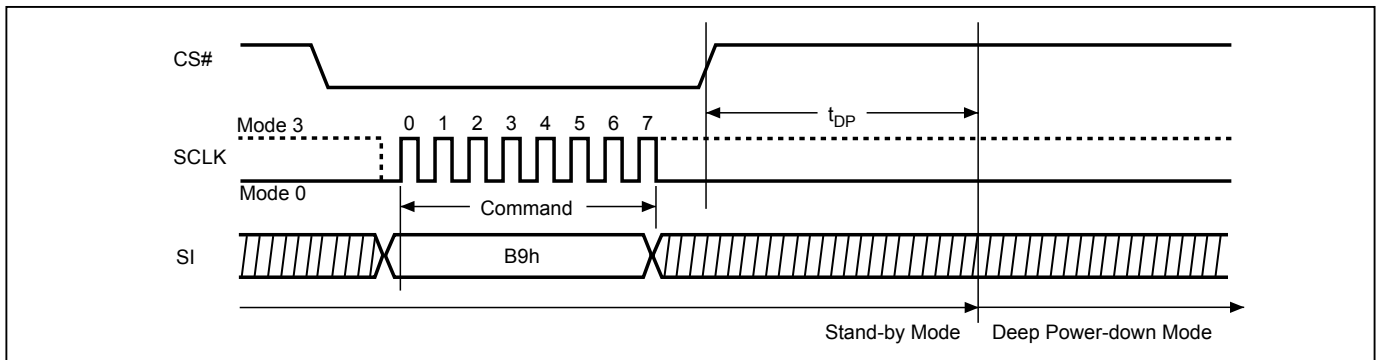 CS#
tDP
Mode 3
0 1 2 3 4 5 6 7
SCLK
Mode 0
Command
SI
B9h
Stand-by Mode
Deep Power-down Mode